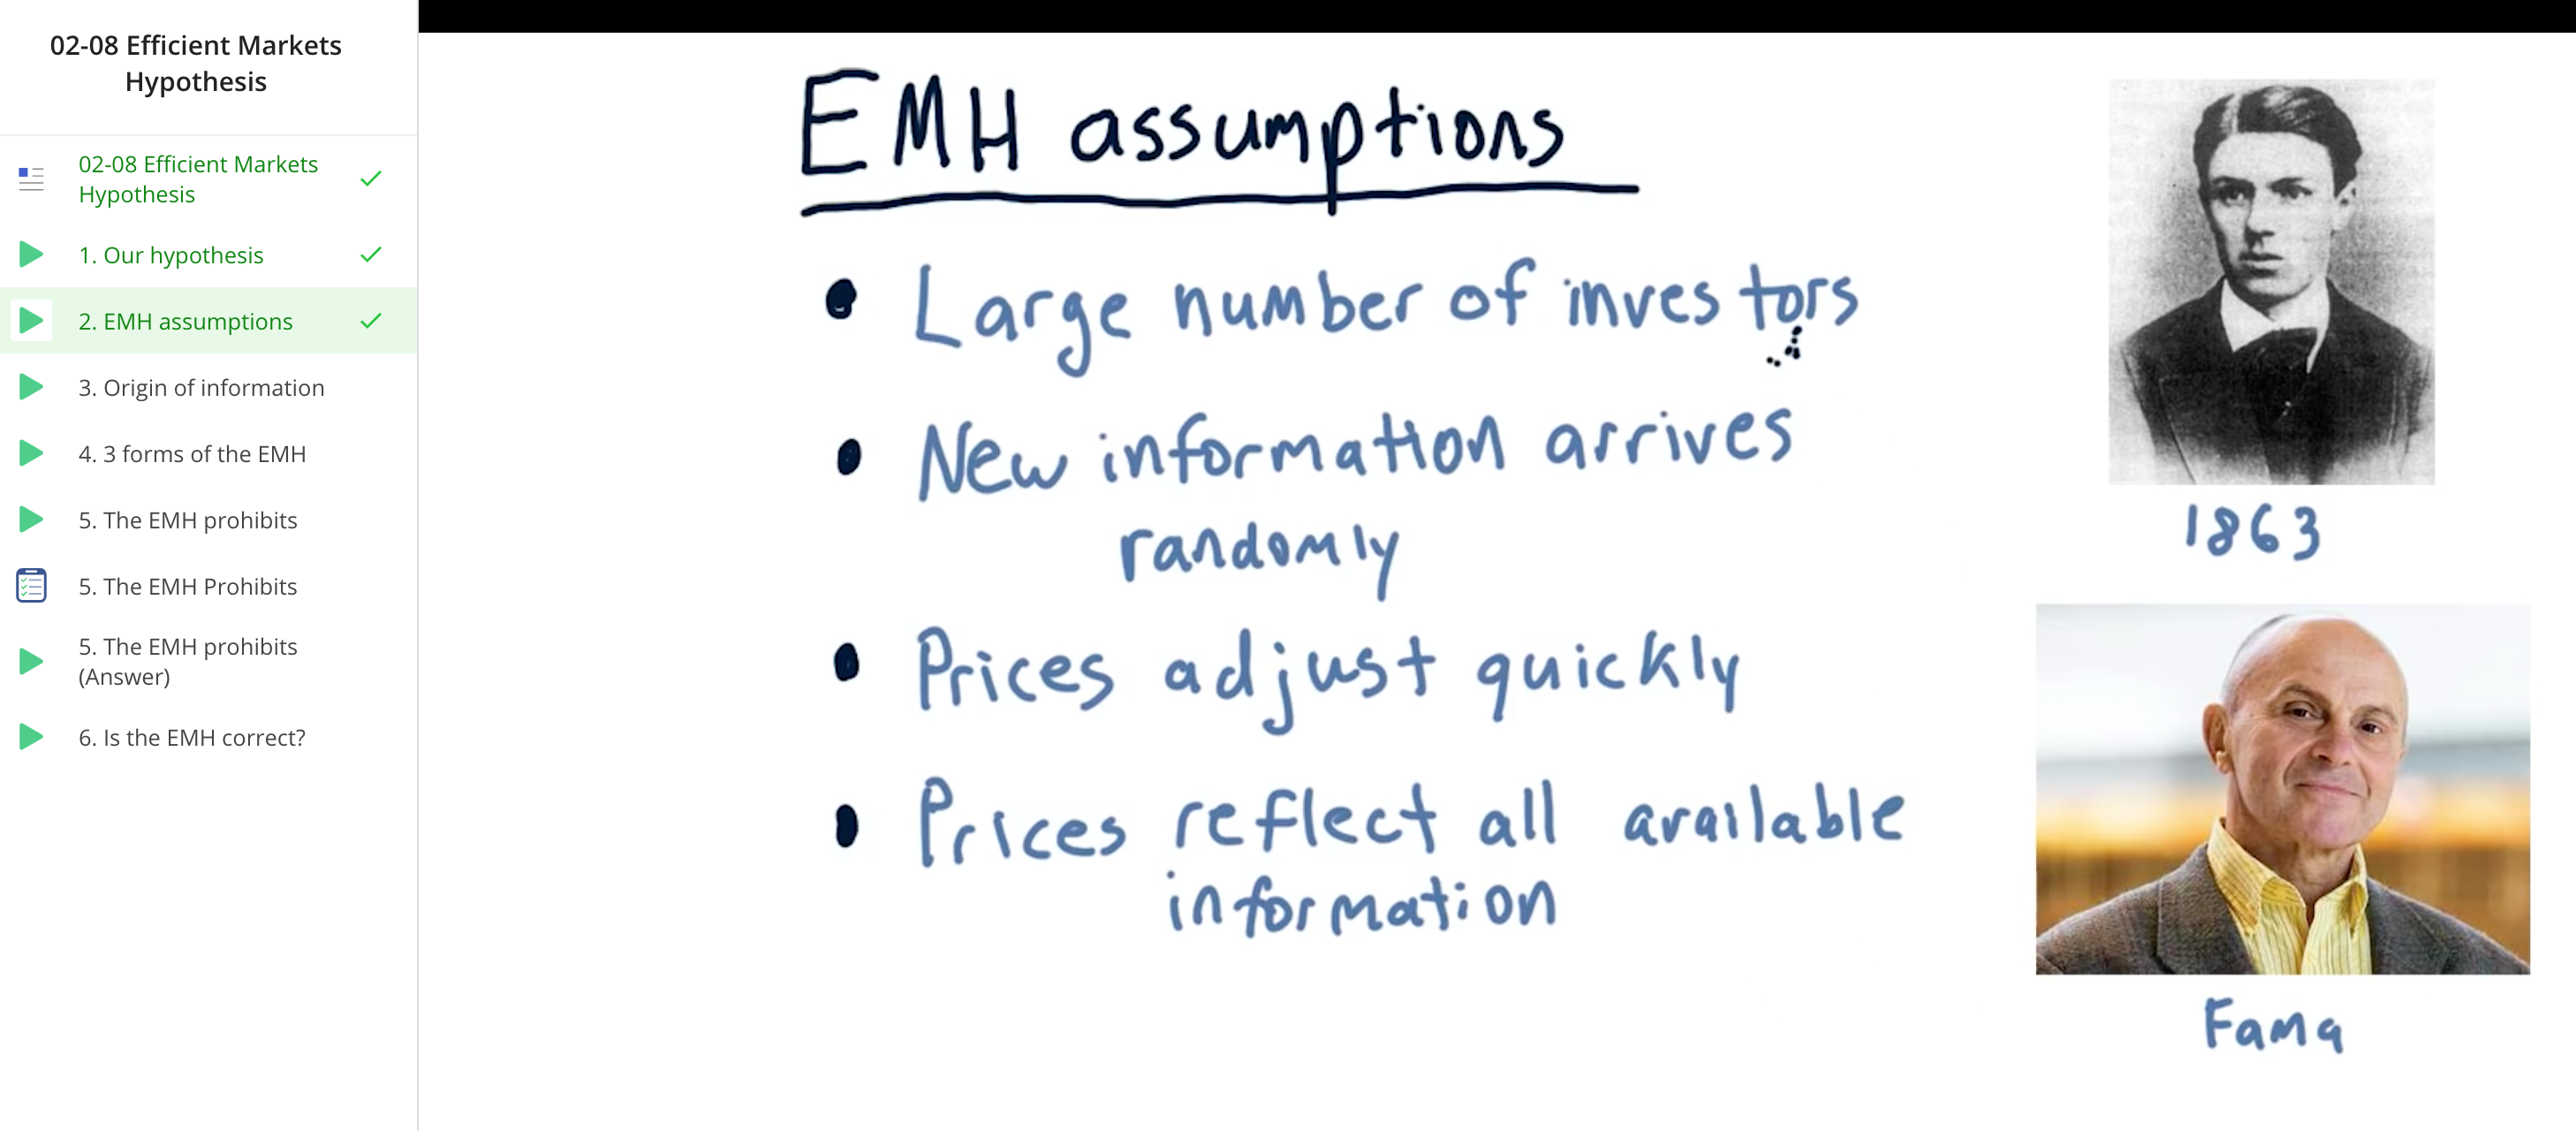 02-08 Efficient Markets
Hypothesis
02-08 Efficient Markets
Hypothesis
1. Our hypothesis
2. EMH assumptions
3. Origin of information
4. 3 forms of the EMH
5. The EMH prohibits
5. The EMH Prohibits
5. The EMH prohibits
(Answer)
6. Is the EMH correct?
EMH assumptions
Large number of investors
New information arrives
randomly
Prices adjust quickly
Prices reflect all available
information
1863
Fama